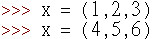 >>> x = (1,2,3)
>>> x = (4,5,6)